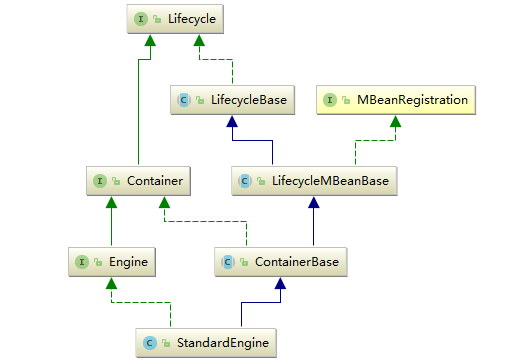 I Lifecycle
C LifecycleBase
I MBeanRegistration
I Container
C LifecycleMBeanBase
I Engine
C ContainerBase
C StandardEngine